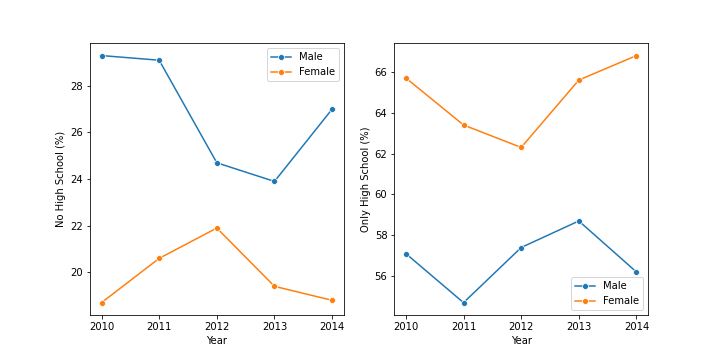 No High School (%)
28
26
24
22
20
2010 2011 2012 2013 2014
Year
Male
Female
Only High School (%)
66
64
62
60
58
56
2010 2011 2012 2013 2014
Year
Male
Female